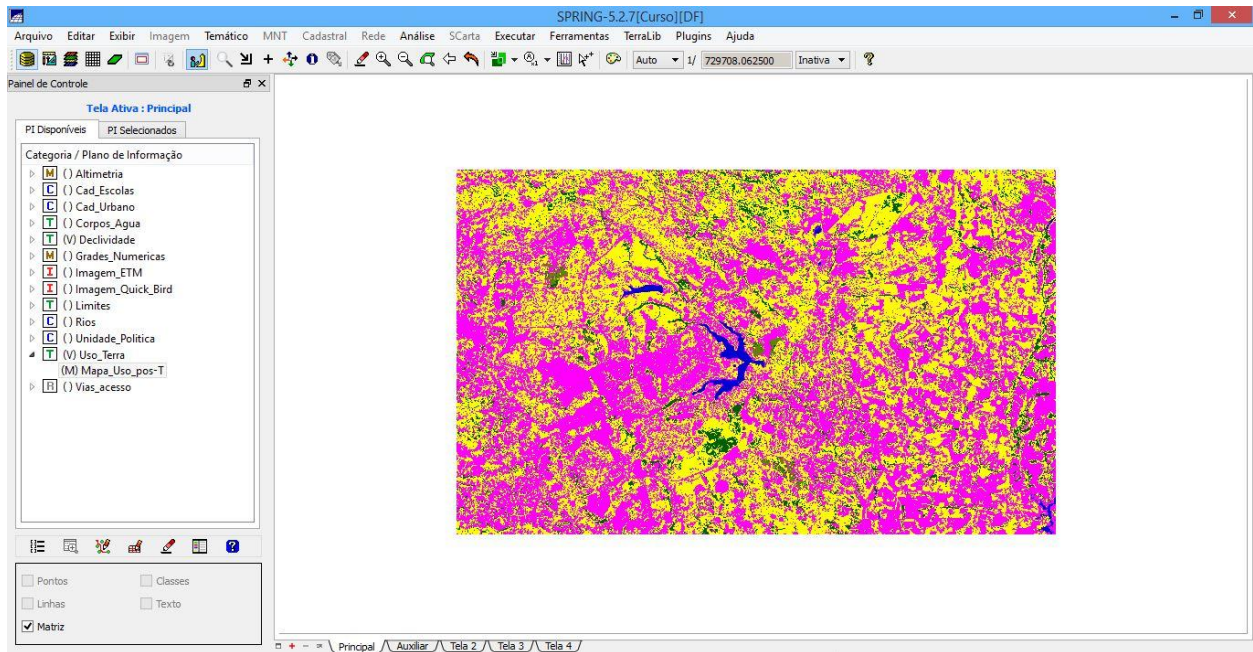 SPRING-5.2.7[Curso][DF]
Arquivo Editar Exibir Imagem Temático MNT Cadastral Rede Análise SCarta Executar Ferramentas TerraLib Plugins Ajuda
Auto 1/ 729708.062500 Inativa
Painel de Controle
Tela Ativa : Principal
PI Disponíveis PI Selecionados
Categoria / Plano de Informação
M () Altimetria
C () Cad_Escolas
C () Cad_Urbano
T () Corpos_Agua
T (V) Declividade
M () Grades_Numericas
I () Imagem_ETM
I () Imagem_Quick_Bird
T () Limites
C () Rios
C () Unidade_Politica
T (V) Uso_Terra
(M) Mapa_Uso_pos-T
R () Vias_acesso
Pontos Classes
Linhas Texto
Matriz
Principal Auxiliar Tela 2 Tela 3 Tela 4